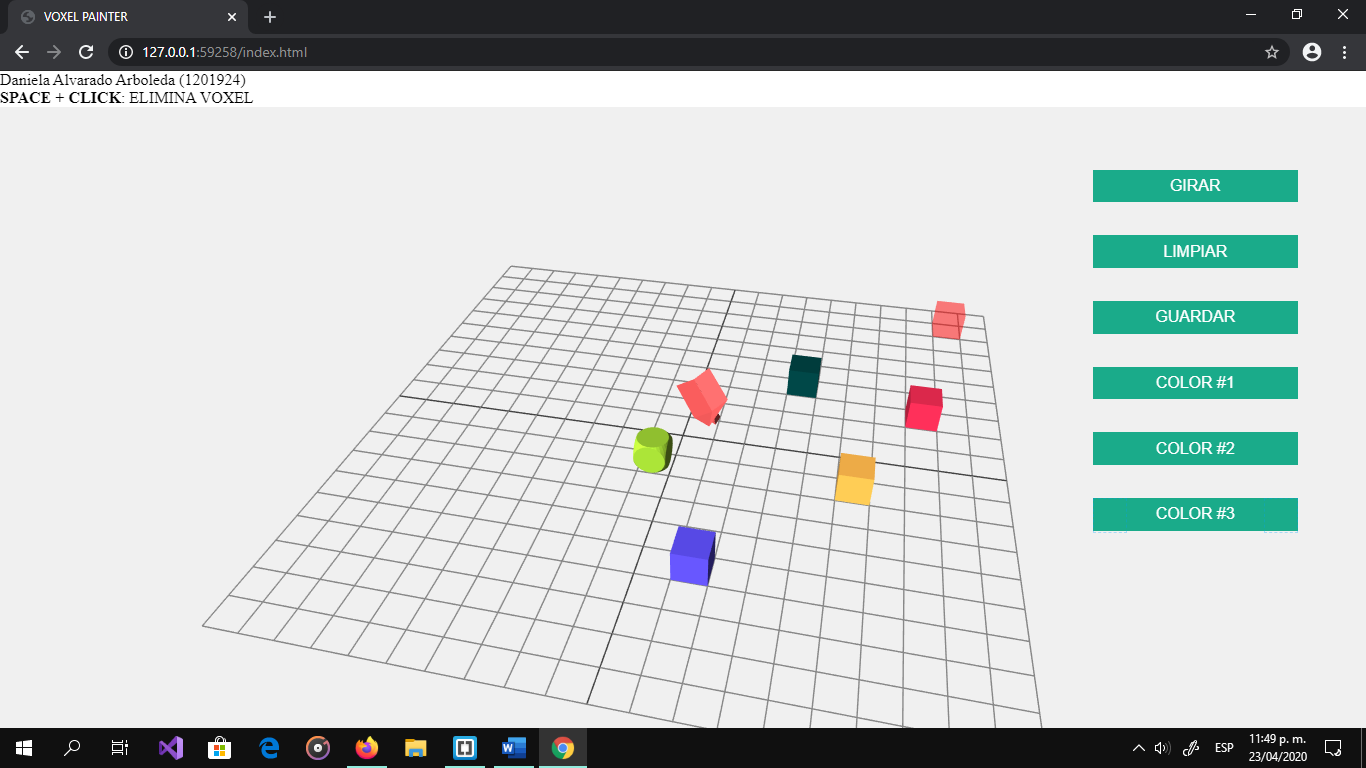 VOXEL PAINTER
127.0.0.1:59258/index.html
Daniela Alvarado Arboleda (1201924)
SPACE + CLICK: ELIMINA VOXEL
GIRAR
LIMPIAR
GUARDAR
COLOR #1
COLOR #2
COLOR #3
ESP
11:49 p. m.
23/04/2020